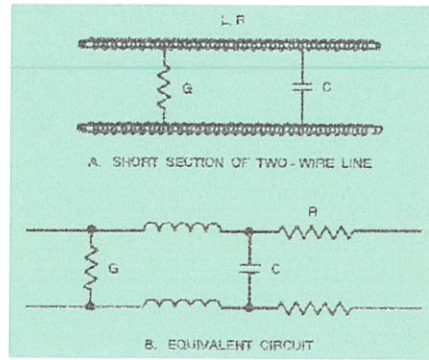 L, R
G
C
A. SHORT SECTION OF TWO-WIRE LINE
R
G
C
B. EQUIVALENT CIRCUIT